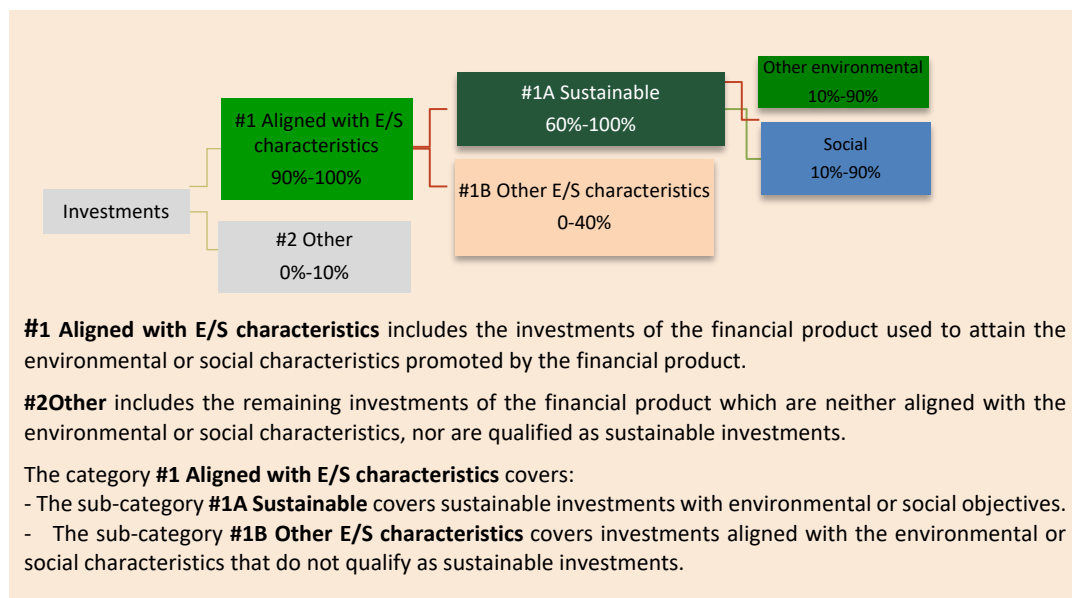 Other environmental
10%-90%
#1A Sustainable
60%-100%
#1 Aligned with E/S
characteristics
90%-100%
Social
10%-90%
#1B Other E/S characteristics
0-40%
Investments
#2 Other
0%-10%
#1 Aligned with E/S characteristics includes the investments of the financial product used to attain the
environmental or social characteristics promoted by the financial product.
#2Other includes the remaining investments of the financial product which are neither aligned with the
environmental or social characteristics, nor are qualified as sustainable investments.
The category #1 Aligned with E/S characteristics covers:
- The sub-category #1A Sustainable covers sustainable investments with environmental or social objectives.
- The sub-category #1B Other E/S characteristics covers investments aligned with the environmental or
social characteristics that do not qualify as sustainable investments.